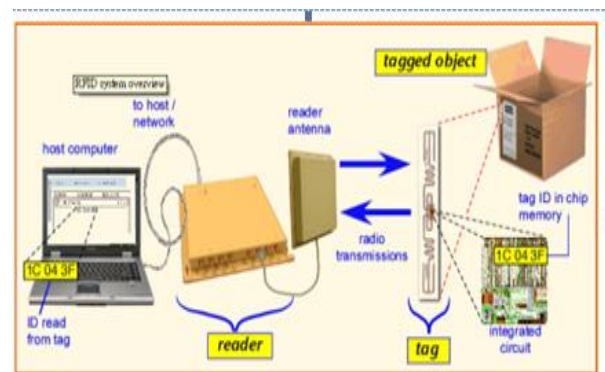 tagged object
RFID system overview
to host /
network
reader
antenna
host computer
tag ID in chip
memory
radio
transmissions
1C 04 3F
1C 04 3F
ID read
from tag
reader
tag
integrated
circuit